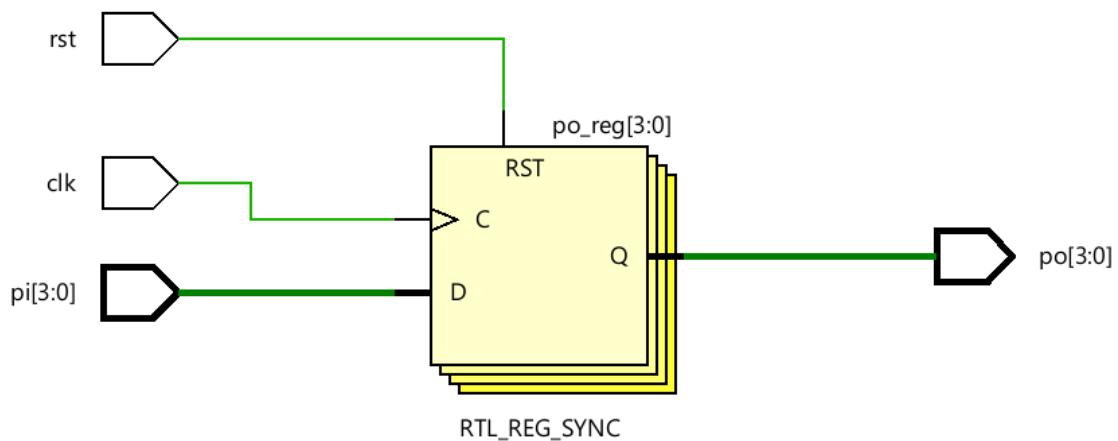 rst
po_reg[3:0]
RST
clk
C
Q
po[3:0]
pi[3:0]
D
RTL_REG_SYNC